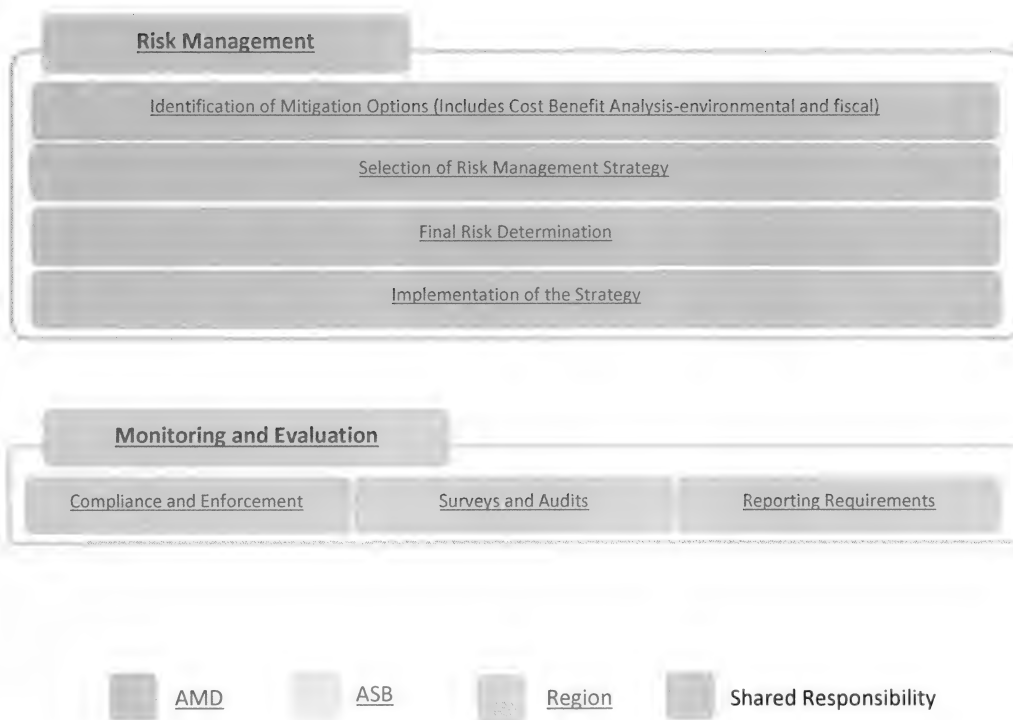 Risk Management
Identification of Mitigation Options (Includes Cost Benefit Analysis-environmental and fiscal)
Selection of Risk Management Strategy
Final Risk Determination
Implementation of the Strategy
Monitoring and Evaluation
Compliance and Enforcement
Surveys and Audits
Reporting Requirements
AMD
ASB
Region
Shared Responsibility